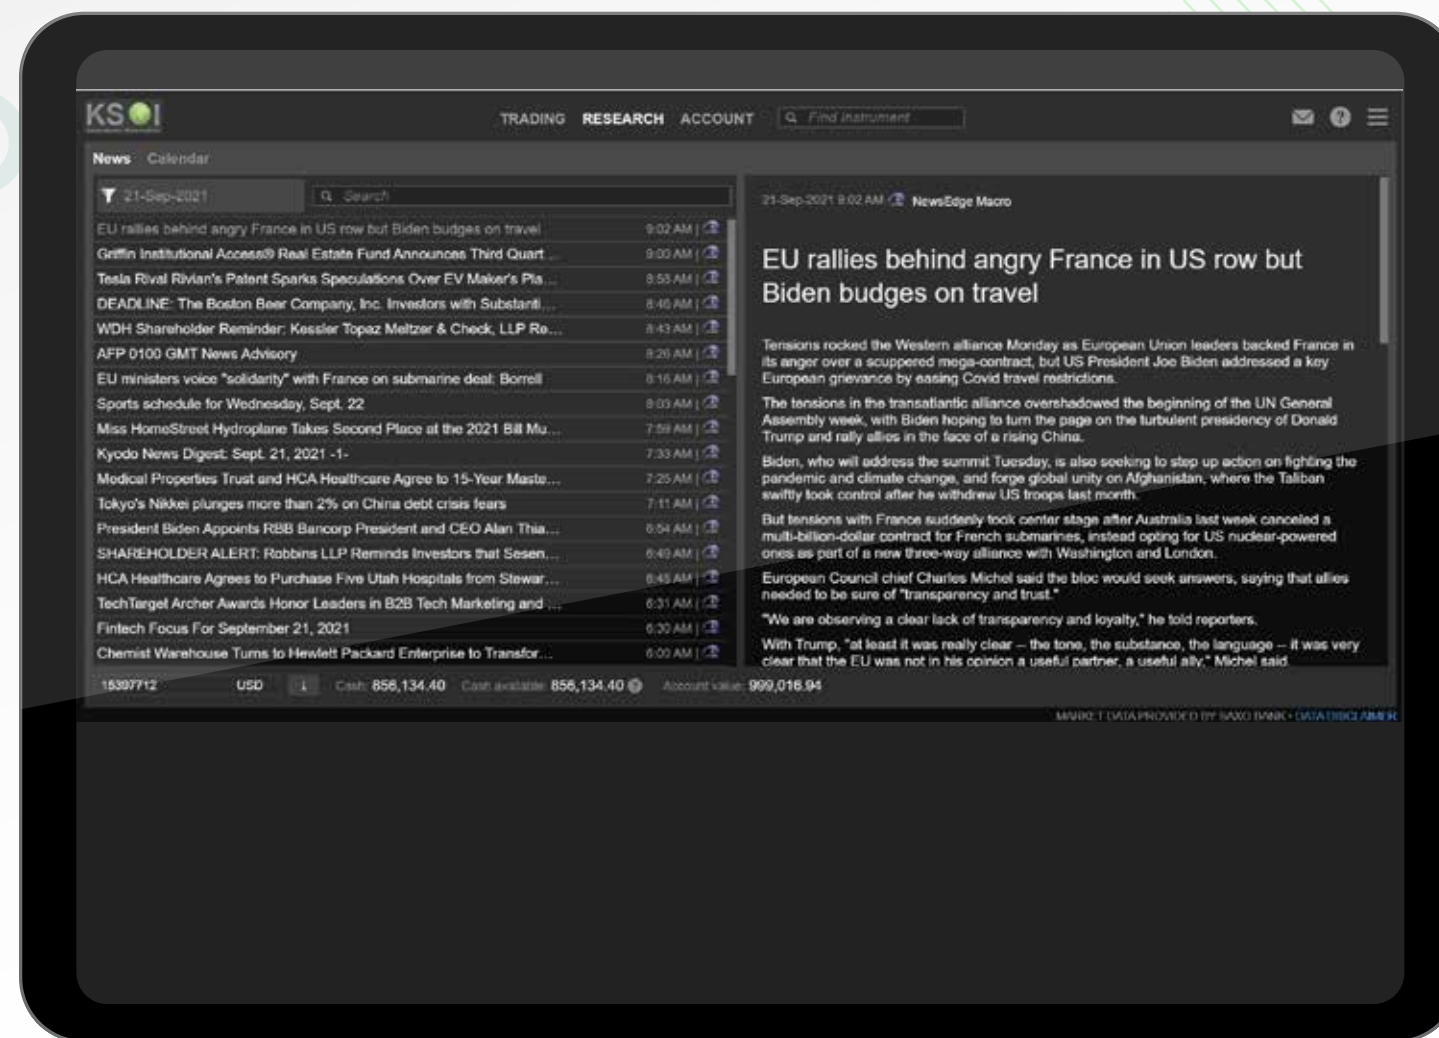 KSOI
TRADING RESEARCH ACCOUNT Find Instrument
News Calendar
21-Sep-2021 Search
EU rallies behind angry France in US row but Biden budges on travel 9:02 AM |
Griffin Institutional Access® Real Estate Fund Announces Third Quart... 9:00 AM |
Tesla Rival Rivian's Patent Sparks Speculations Over EV Maker's Pla... 8:53 AM |
DEADLINE: The Boston Beer Company, Inc. Investors with Substanti... 8:46 AM |
WDH Shareholder Reminder: Kessler Topaz Meltzer & Check, LLP Re... 8:43 AM |
AFP 0100 GMT News Advisory 8:26 AM |
EU ministers voice "solidarity" with France on submarine deal: Borrell 8:16 AM |
Sports schedule for Wednesday, Sept. 22 8:03 AM |
Miss HomeStreet Hydroplane Takes Second Place at the 2021 Bill Mu... 7:59 AM |
Kyodo News Digest: Sept. 21, 2021 -1- 7:33 AM |
Medical Properties Trust and HCA Healthcare Agree to 15-Year Maste... 7:25 AM |
Tokyo's Nikkei plunges more than 2% on China debt crisis fears 7:11 AM |
President Biden Appoints RBB Bancorp President and CEO Alan Thia... 6:54 AM |
SHAREHOLDER ALERT: Robbins LLP Reminds Investors that Sesen... 6:49 AM |
HCA Healthcare Agrees to Purchase Five Utah Hospitals from Stewar... 6:45 AM |
TechTarget Archer Awards Honor Leaders in B2B Tech Marketing and ... 6:31 AM |
Fintech Focus For September 21, 2021 6:30 AM |
Chemist Warehouse Turns to Hewlett Packard Enterprise to Transfor... 6:00 AM |
21-Sep-2021 9:02 AM NewsEdge Macro
EU rallies behind angry France in US row but
Biden budges on travel
Tensions rocked the Western alliance Monday as European Union leaders backed France in
its anger over a scuppered mega-contract, but US President Joe Biden addressed a key
European grievance by easing Covid travel restrictions.
The tensions in the transatlantic alliance overshadowed the beginning of the UN General
Assembly week, with Biden hoping to turn the page on the turbulent presidency of Donald
Trump and rally allies in the face of a rising China.
Biden, who will address the summit Tuesday, is also seeking to step up action on fighting the
pandemic and climate change, and forge global unity on Afghanistan, where the Taliban
swiftly took control after he withdrew US troops last month.
But tensions with France suddenly took center stage after Australia last week canceled a
multi-billion-dollar contract for French submarines, instead opting for US nuclear-powered
ones as part of a new three-way alliance with Washington and London.
European Council chief Charles Michel said the bloc would seek answers, saying that allies
needed to be sure of "transparency and trust."
"We are observing a clear lack of transparency and loyalty," he told reporters.
With Trump, "at least it was really clear -- the tone, the substance, the language -- it was very
clear that the EU was not in his opinion a useful partner, a useful ally," Michel said.
15397712 USD Cash: 856,134.40 Cash available: 856,134.40 Account value: 999,016.94
MARKET DATA PROVIDED BY SAXO BANK • DATA DISCLAIMER